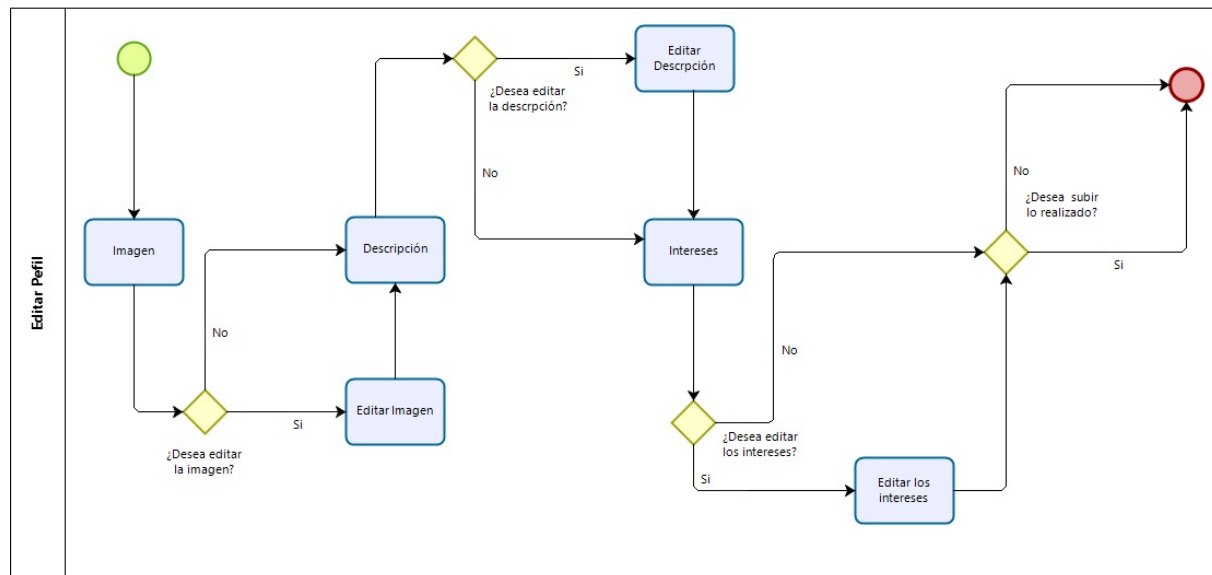 Editar Pefil
Imagen
¿Desea editar
la imagen?
No
Si
Editar Imagen
Descripción
¿Desea editar
la descrpción?
Si
No
Editar
Descrpción
Intereses
¿Desea editar
los intereses?
No
Si
Editar los
intereses
¿Desea  subir
lo realizado?
No
Si